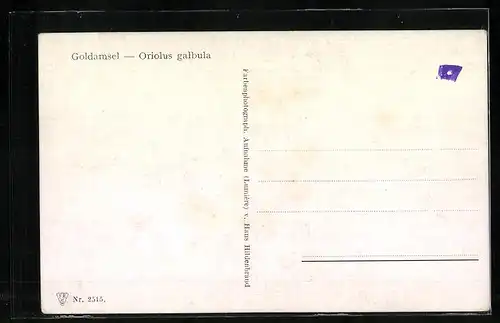 Goldamsel — Oriolus galbula
Farbenphotograph. Aufnahme (Lumière) v. Hans Hildenbrand
Nr. 2515.